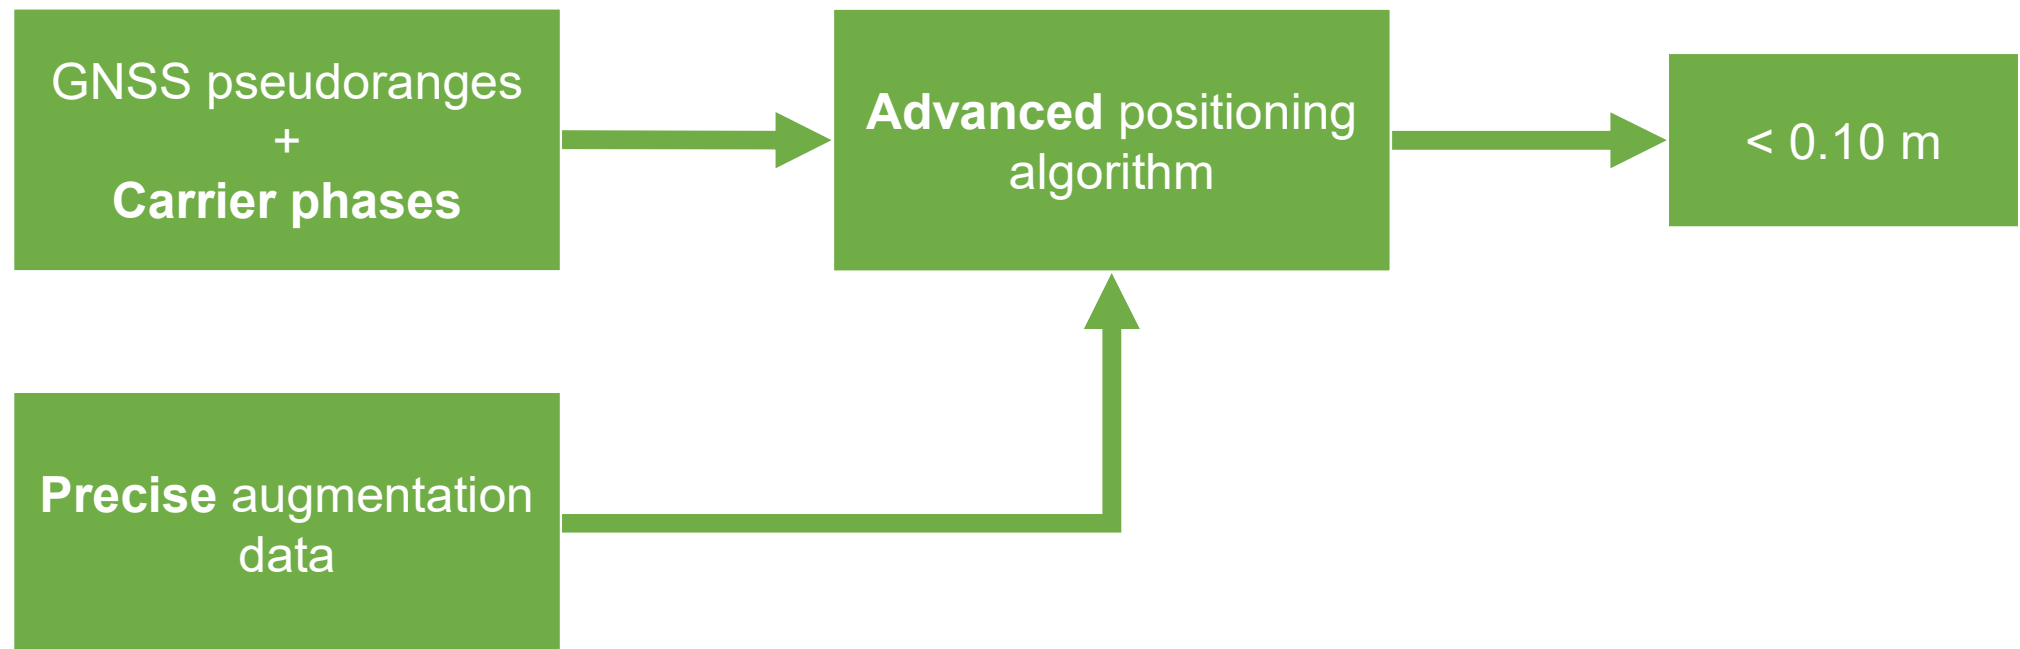 GNSS pseudoranges
+
Carrier phases
Advanced positioning
algorithm
< 0.10 m
Precise augmentation
data